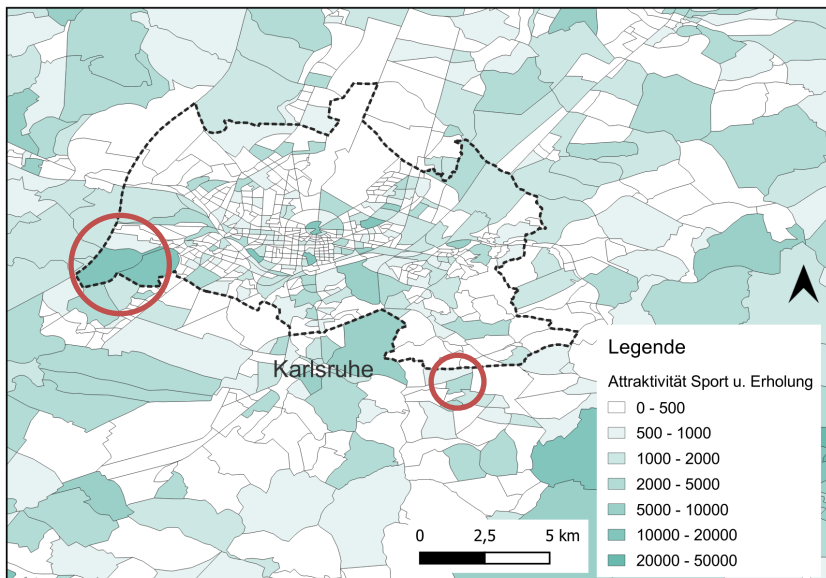 Karlsruhe
Legende
Attraktivität Sport u. Erholung
0 - 500
500 - 1000
1000 - 2000
2000 - 5000
5000 - 10000
10000 - 20000
20000 - 50000
0 2,5 5 km